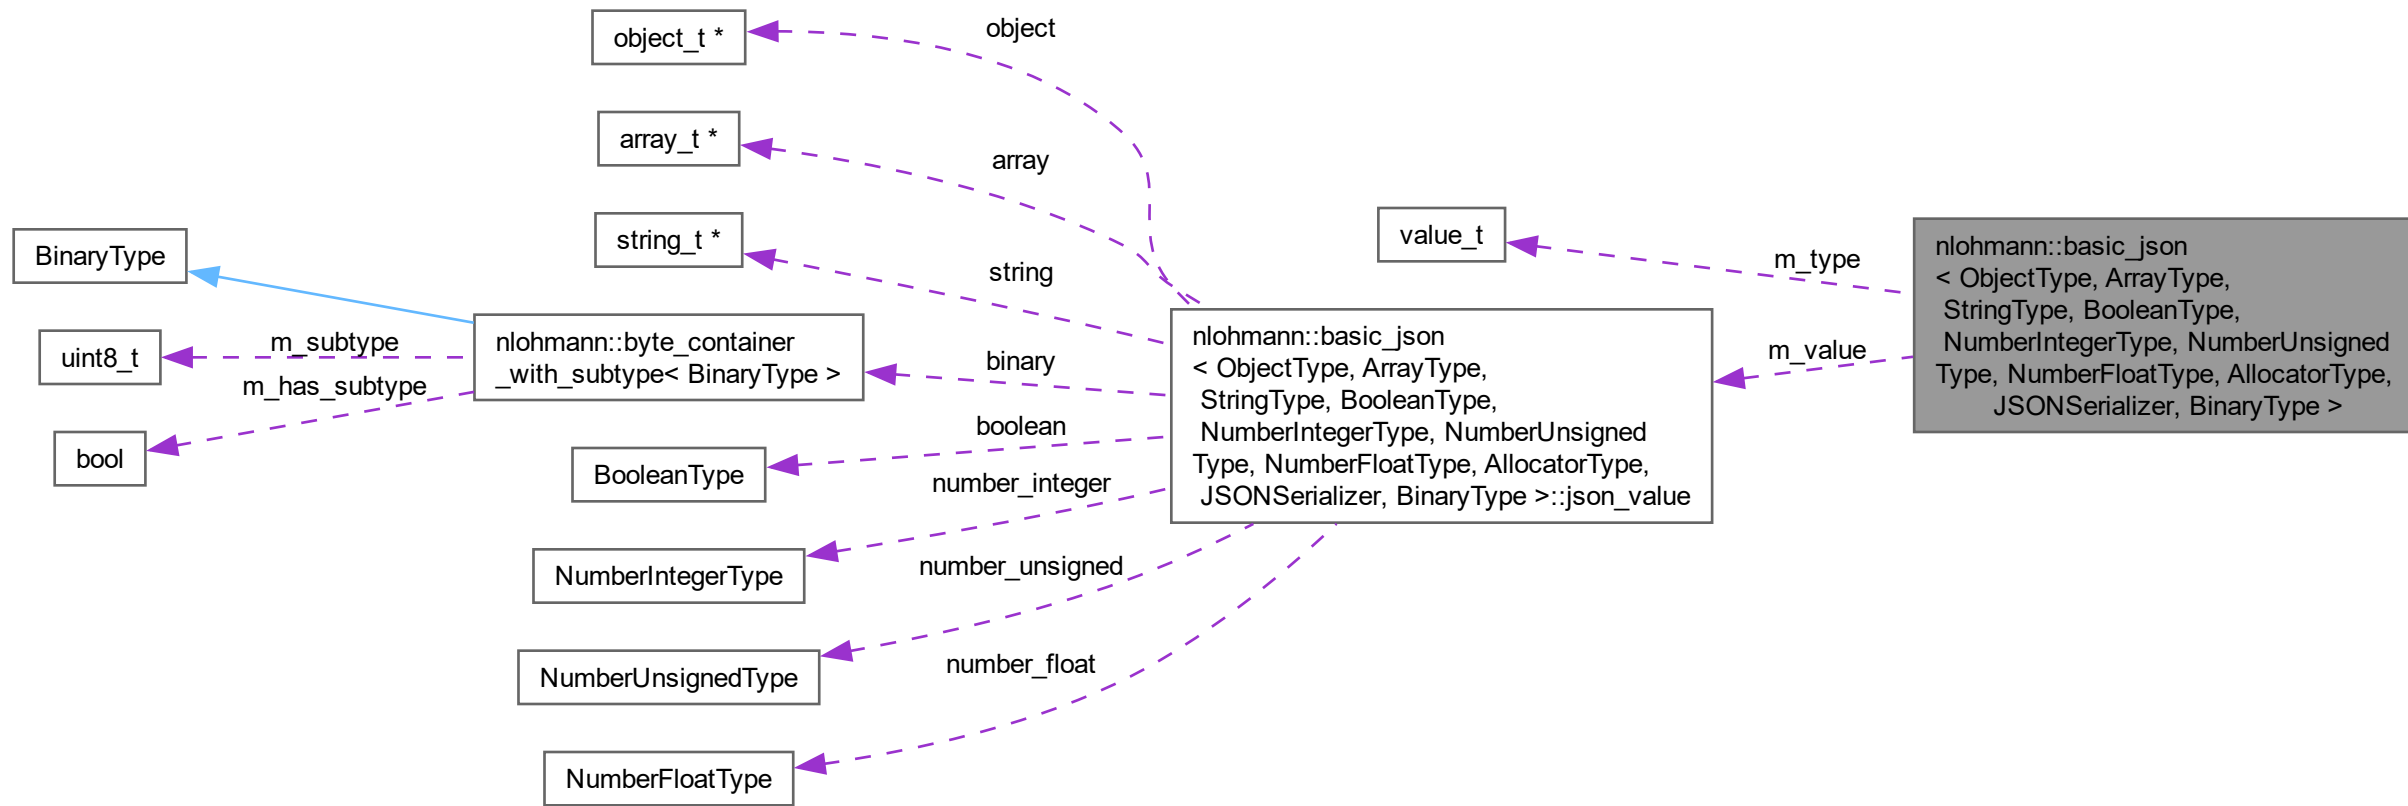 object_t *
object
array_t *
array
string_t *
string
BinaryType
uint8_t
m_subtype
bool
m_has_subtype
nlohmann::byte_container
_with_subtype< BinaryType >
binary
BooleanType
boolean
NumberIntegerType
number_integer
NumberUnsignedType
number_unsigned
NumberFloatType
number_float
nlohmann::basic_json
< ObjectType, ArrayType,
StringType, BooleanType,
NumberIntegerType, NumberUnsigned
Type, NumberFloatType, AllocatorType,
JSONSerializer, BinaryType >::json_value
value_t
m_type
m_value
nlohmann::basic_json
< ObjectType, ArrayType,
StringType, BooleanType,
NumberIntegerType, NumberUnsigned
Type, NumberFloatType, AllocatorType,
JSONSerializer, BinaryType >